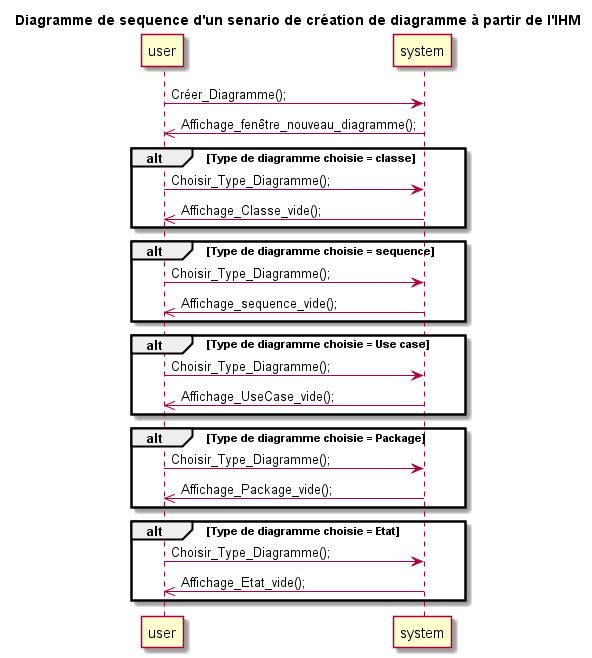 Diagramme de sequence d'un senario de création de diagramme à partir de l'IHM
user system
Créer_Diagramme();
Affichage_fenêtre_nouveau_diagramme();
alt [Type de diagramme choisie = classe]
Choisir_Type_Diagramme();
Affichage_Classe_vide();
alt [Type de diagramme choisie = sequence]
Choisir_Type_Diagramme();
Affichage_sequence_vide();
alt [Type de diagramme choisie = Use case]
Choisir_Type_Diagramme();
Affichage_UseCase_vide();
alt [Type de diagramme choisie = Package]
Choisir_Type_Diagramme();
Affichage_Package_vide();
alt [Type de diagramme choisie = Etat]
Choisir_Type_Diagramme();
Affichage_Etat_vide();
user system